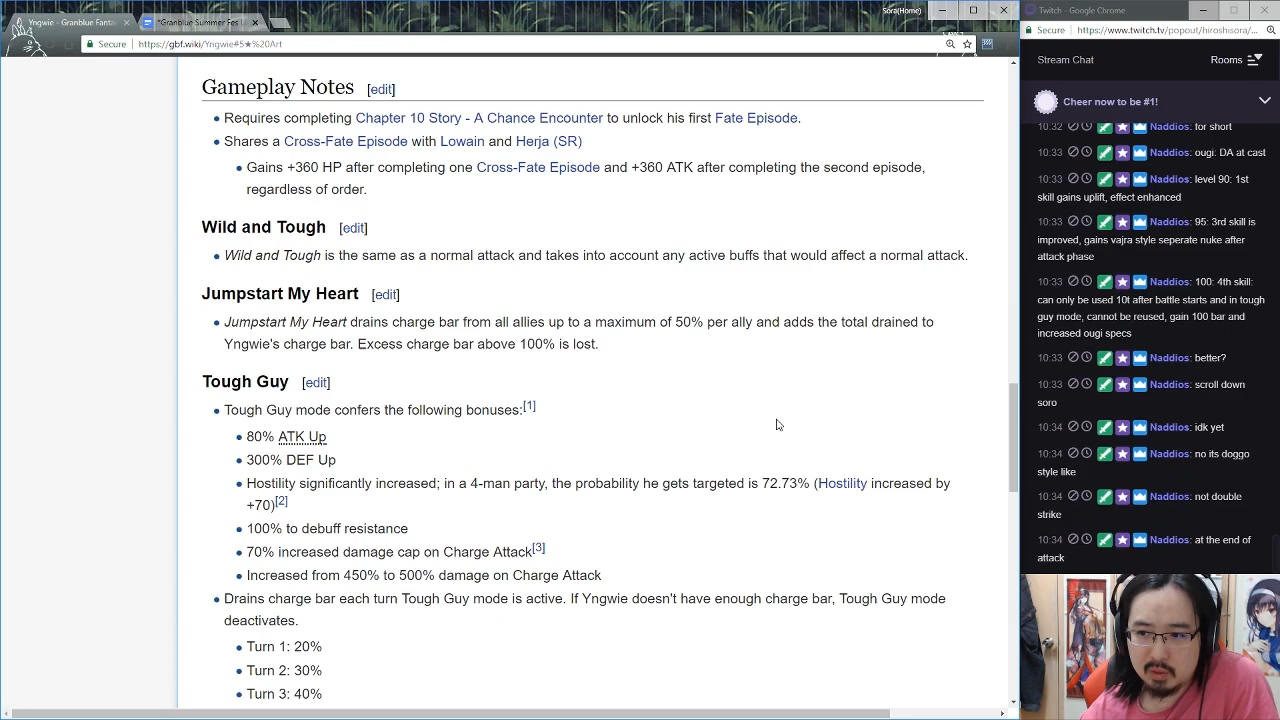 Yngwie - Granblue Fanta
"Granblue Summer Fes L
Sora(Home)
Secure
https://gbf.wiki/Yngwie#5★%20Art
Gameplay Notes [edit]
Requires completing Chapter 10 Story - A Chance Encounter to unlock his first Fate Episode.
Shares a Cross-Fate Episode with Lowain and Herja (SR)
Gains +360 HP after completing one Cross-Fate Episode and +360 ATK after completing the second episode,
regardless of order.
Wild and Tough [edit]
Wild and Tough is the same as a normal attack and takes into account any active buffs that would affect a normal attack.
Jumpstart My Heart [edit]
Jumpstart My Heart drains charge bar from all allies up to a maximum of 50% per ally and adds the total drained to
Yngwie's charge bar. Excess charge bar above 100% is lost.
Tough Guy [edit]
Tough Guy mode confers the following bonuses:[1]
80% ATK Up
300% DEF Up
Hostility significantly increased; in a 4-man party, the probability he gets targeted is 72.73% (Hostility increased by
+70)[2]
100% to debuff resistance
70% increased damage cap on Charge Attack[3]
Increased from 450% to 500% damage on Charge Attack
Drains charge bar each turn Tough Guy mode is active. If Yngwie doesn't have enough charge bar, Tough Guy mode
deactivates.
Turn 1: 20%
Turn 2: 30%
Turn 3: 40%
Twitch - Google Chrome
Secure
https://www.twitch.tv/popout/hiroshisora/...
Stream Chat
Rooms
Cheer now to be #1!
10:32 Naddios: for short
10:33 Naddios: ougi: DA at cast
10:33 Naddios: level 90: 1st
skill gains uplift, effect enhanced
10:33 Naddios: 95: 3rd skill is
improved, gains vajra style seperate nuke after
attack phase
10:33 Naddios: 100: 4th skill:
can only be used 10t after battle starts and in tough
guy mode, cannot be reused, gain 100 bar and
increased ougi specs
10:33 Naddios: better?
10:33 Naddios: scroll down
soro
10:34 Naddios: idk yet
10:34 Naddios: no its doggo
style like
10:34 Naddios: not double
strike
10:34 Naddios: at the end of
attack